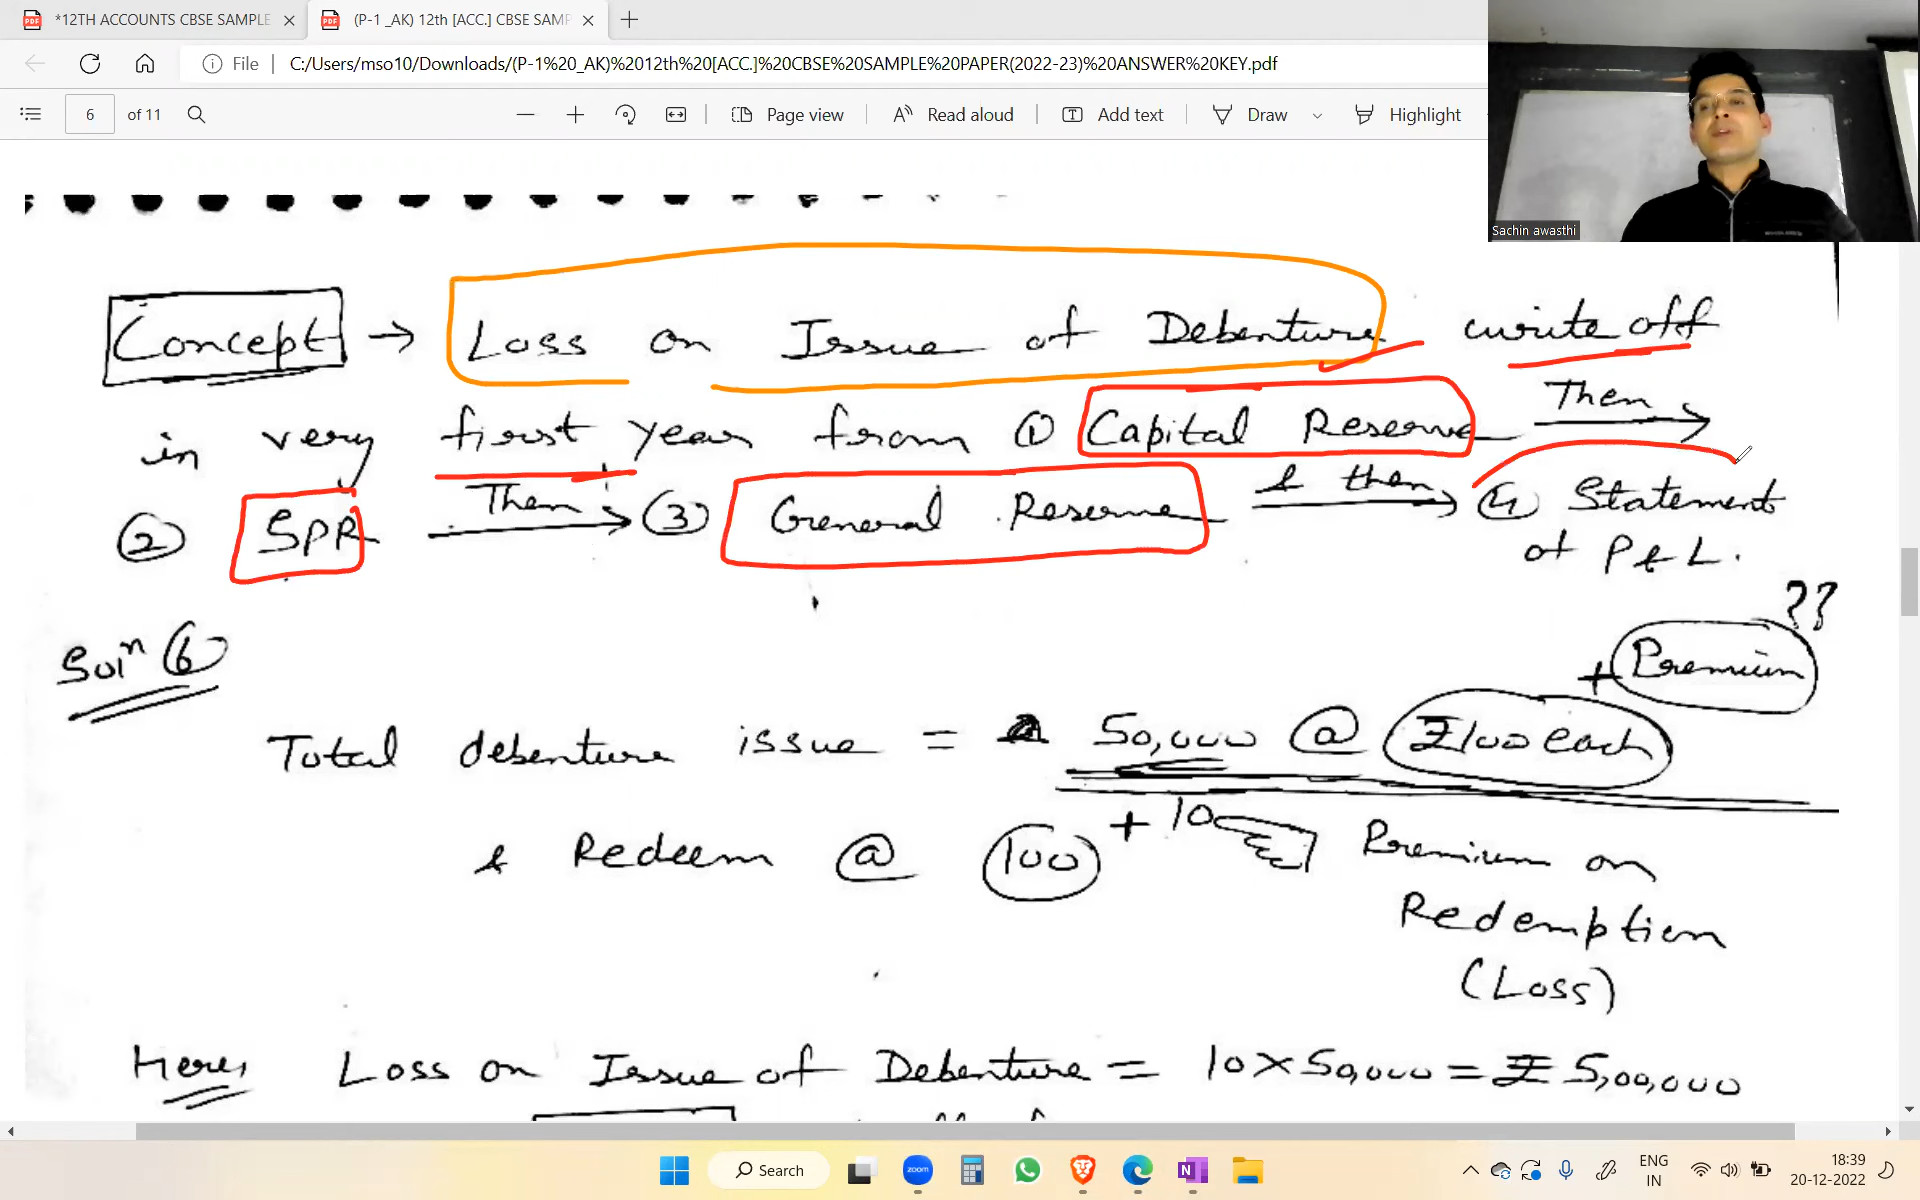 *12TH ACCOUNTS CBSE SAMPLE
(P-1 _AK) 12th [ACC.] CBSE SAMP
File
C:/Users/mso10/Downloads/(P-1%20_AK)%2012th%20[ACC.]%20CBSE%20SAMPLE%20PAPER(2022-23)%20ANSWER%20KEY.pdf
6 of 11
Page view
Read aloud
Add text
Draw
Highlight
Sachin awasthi
Concept → Loss on Issue of Debenture write off
in very first year from ① Capital Reserve Then
② SPR Then ③ General Reserve & then ④ Statement
of P & L.
Soln ⑥
+ Premium ??
Total debenture issue = 50,000 @ ₹100 each
& Redeem @ 100 + 10 Premium on
Redemption
(Loss)
Here, Loss on Issue of Debenture = 10 × 50,000 = ₹ 5,00,000
Search
zoom
ENG
IN
18:39
20-12-2022